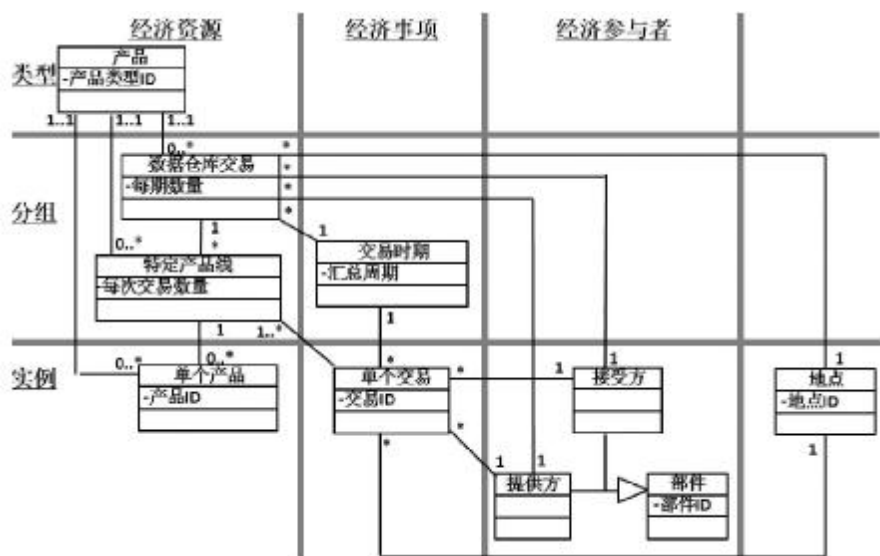 经济资源 经济事项 经济参与者
类型
产品
-产品类型ID
1..1 1..1 1..1
0..* *
数据仓库交易 *
-每期数量 *
*
分组
1 1
0..* *
交易时期
-汇总周期
特定产品线
-每次交易数量
1 1..* 1
0..* 0..* * * 1 1 1
实例
单个产品
-产品ID
单个交易
-交易ID
接受方
地点
-地点ID
* * 1 1 1
提供方
部件
-部件ID